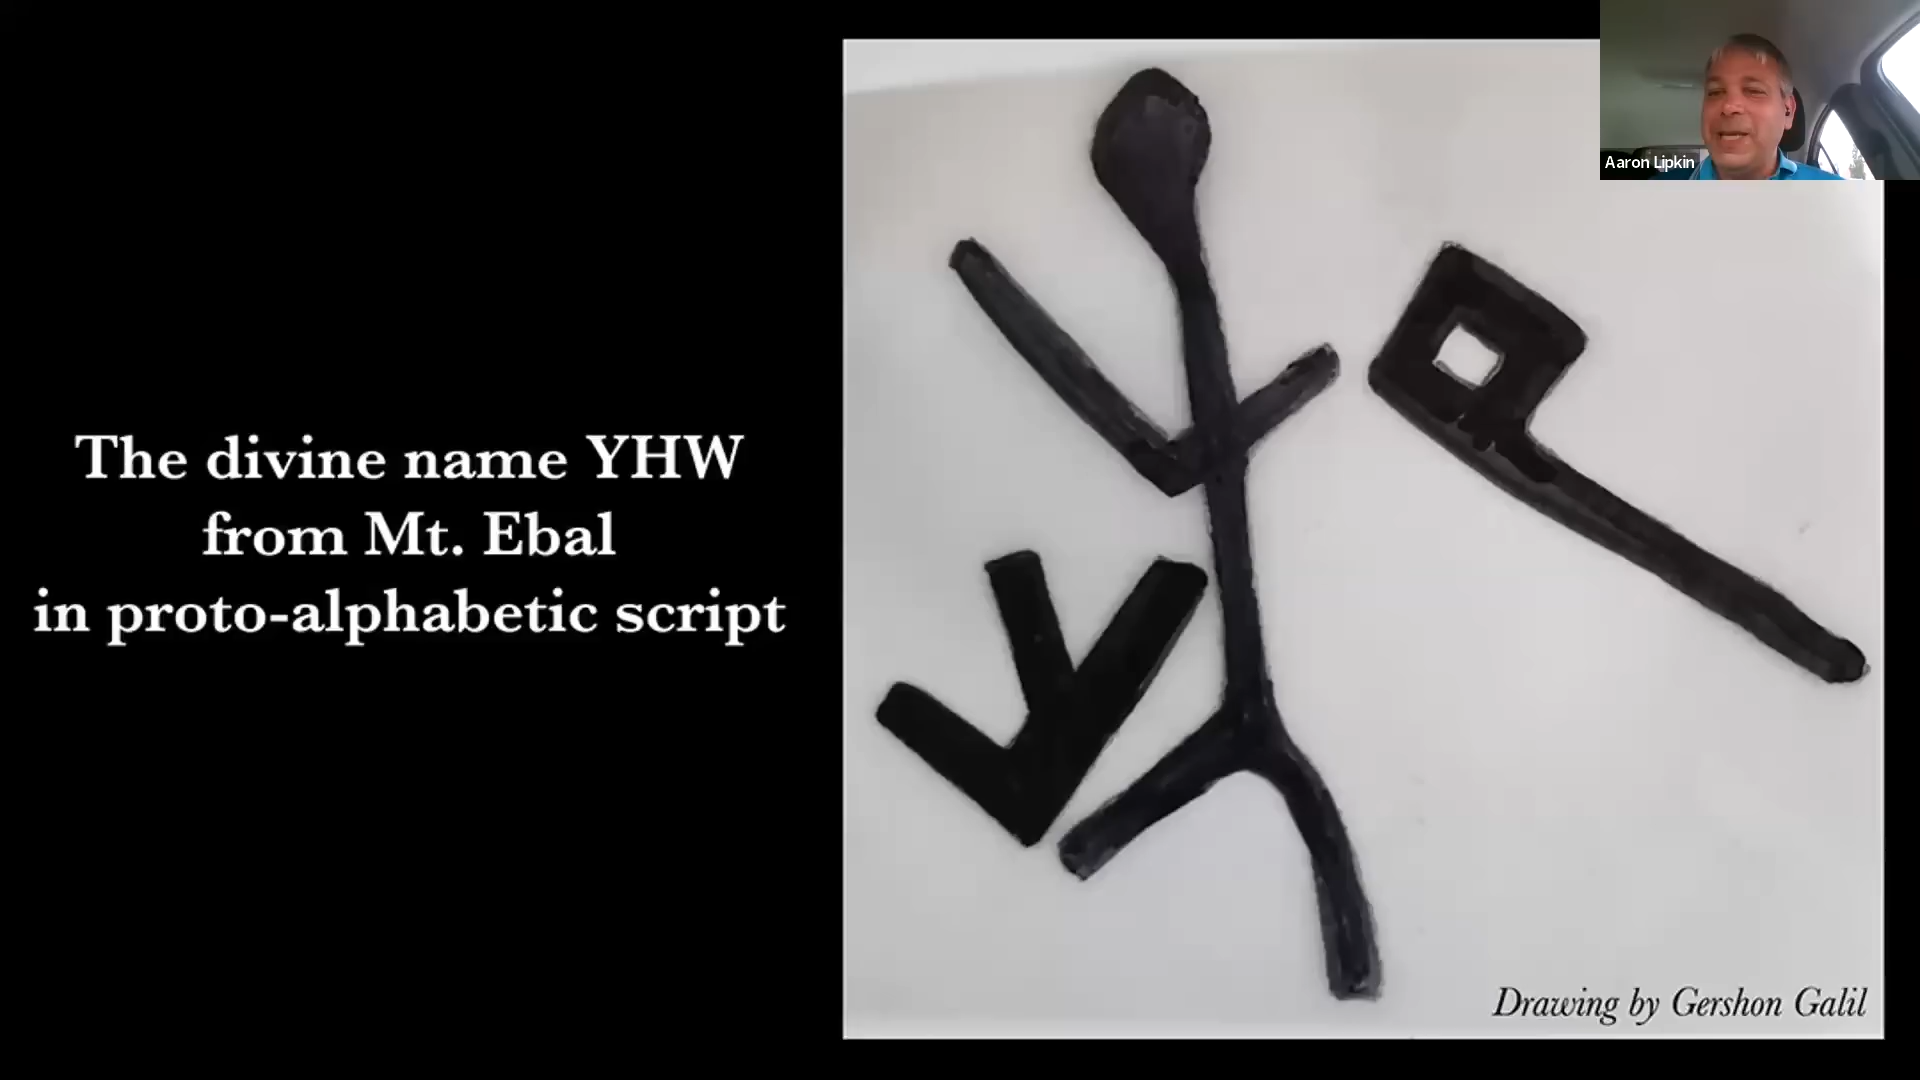 The divine name YHW
from Mt. Ebal
in proto-alphabetic script
Aaron Lipkin
Drawing by Gershon Galil